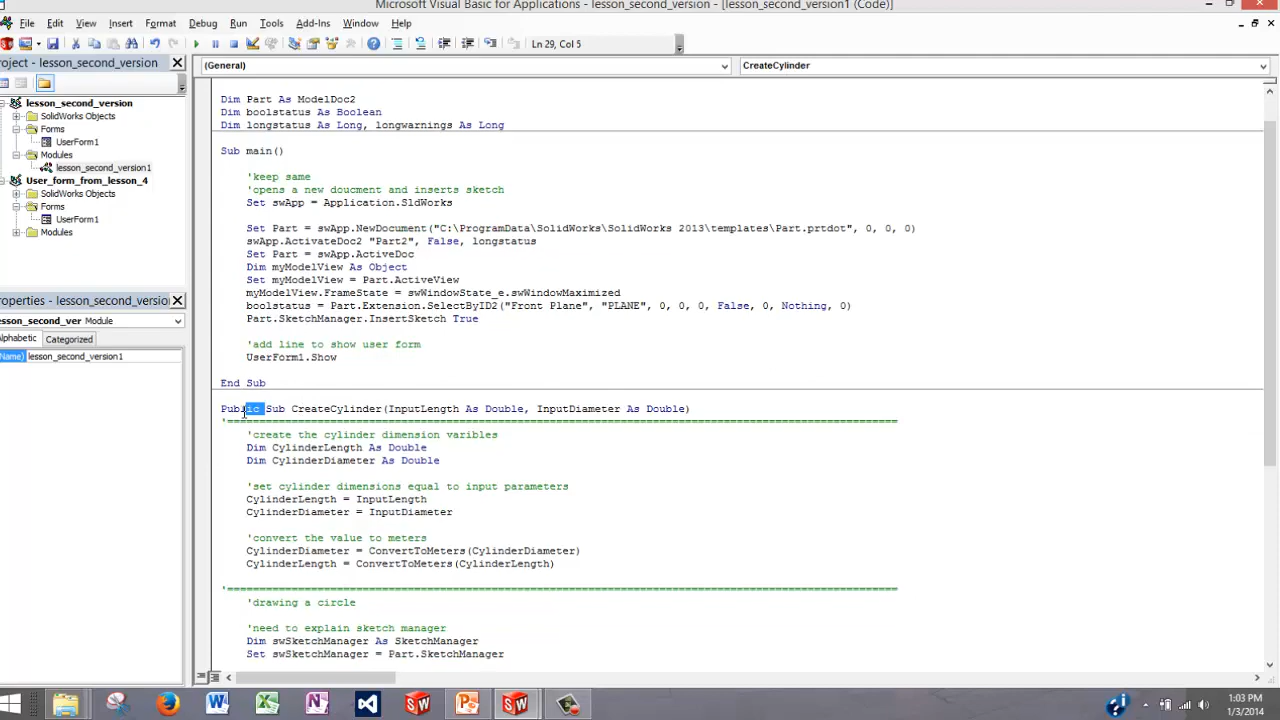 Microsoft Visual Basic for Applications - lesson_second_version - [lesson_second_version1 (Code)]
File Edit View Insert Format Debug Run Tools Add-Ins Window Help
Ln 29, Col 5
roject - lesson_second_version
(General)
CreateCylinder
lesson_second_version
SolidWorks Objects
Forms
UserForm1
Modules
lesson_second_version1
User_form_from_lesson_4
SolidWorks Objects
Forms
UserForm1
Modules
roperties - lesson_second_versio
esson_second_ver Module
Alphabetic Categorized
Name) lesson_second_version1
Dim Part As ModelDoc2
Dim boolstatus As Boolean
Dim longstatus As Long, longwarnings As Long
Sub main()
'keep same
'opens a new doucment and inserts sketch
Set swApp = Application.SldWorks
Set Part = swApp.NewDocument("C:\ProgramData\SolidWorks\SolidWorks 2013\templates\Part.prtdot", 0, 0, 0)
swApp.ActivateDoc2 "Part2", False, longstatus
Set Part = swApp.ActiveDoc
Dim myModelView As Object
Set myModelView = Part.ActiveView
myModelView.FrameState = swWindowState_e.swWindowMaximized
boolstatus = Part.Extension.SelectByID2("Front Plane", "PLANE", 0, 0, 0, False, 0, Nothing, 0)
Part.SketchManager.InsertSketch True
'add line to show user form
UserForm1.Show
End Sub
Public Sub CreateCylinder(InputLength As Double, InputDiameter As Double)
'========================================================================================================
'create the cylinder dimension varibles
Dim CylinderLength As Double
Dim CylinderDiameter As Double
'set cylinder dimensions equal to input parameters
CylinderLength = InputLength
CylinderDiameter = InputDiameter
'convert the value to meters
CylinderDiameter = ConvertToMeters(CylinderDiameter)
CylinderLength = ConvertToMeters(CylinderLength)
'========================================================================================================
'drawing a circle
'need to explain sketch manager
Dim swSketchManager As SketchManager
Set swSketchManager = Part.SketchManager
1:03 PM
1/3/2014